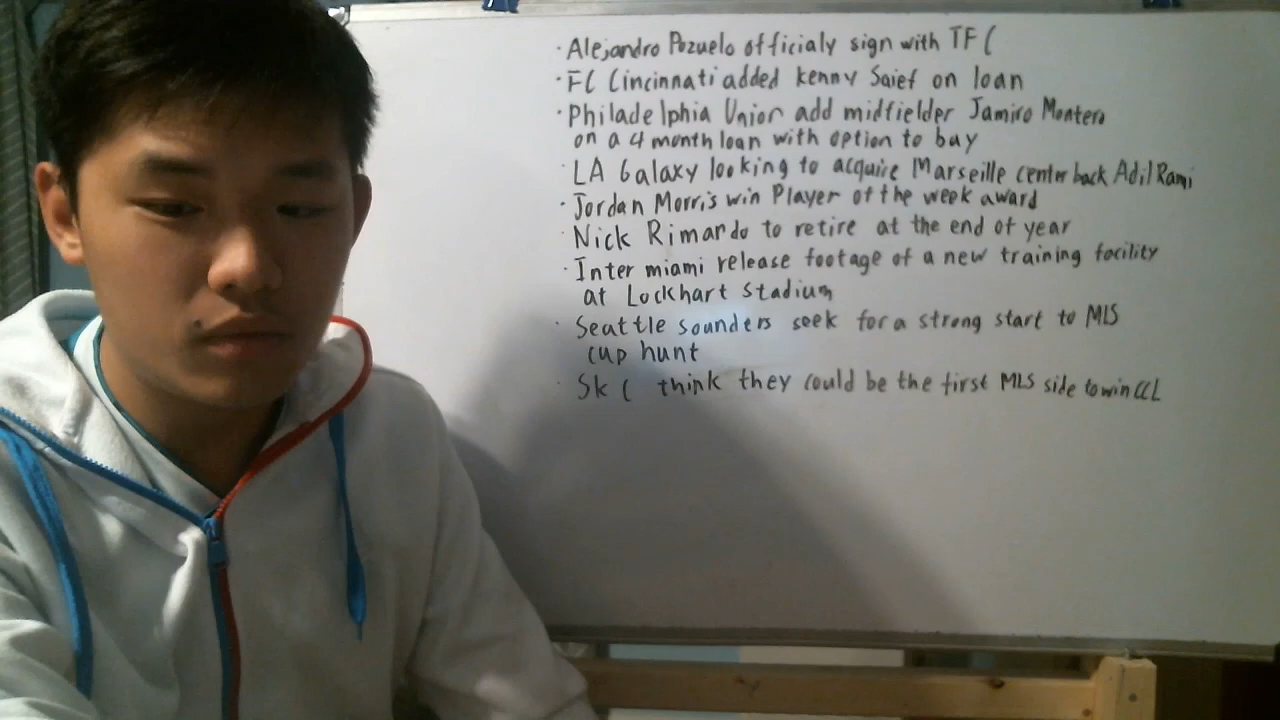 · Alejandro Pozuelo officialy sign with TFC
· FC Cincinnati added kenny Saief on loan
· Philadelphia Union add midfielder Jamiro Montero
on a 4 month loan with option to buy
· LA Galaxy looking to acquire Marseille center back Adil Rami
· Jordan Morris win Player of the week award
· Nick Rimando to retire at the end of year
· Inter miami release footage of a new training facility
at Lockhart Stadium
· Seattle sounders seek for a strong start to MLS
cup hunt
· Sk C think they could be the first MLS side to win CCL